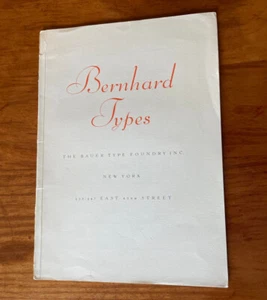 Bernhard
Types
THE BAUER TYPE FOUNDRY INC.
NEW YORK
EAST STREET